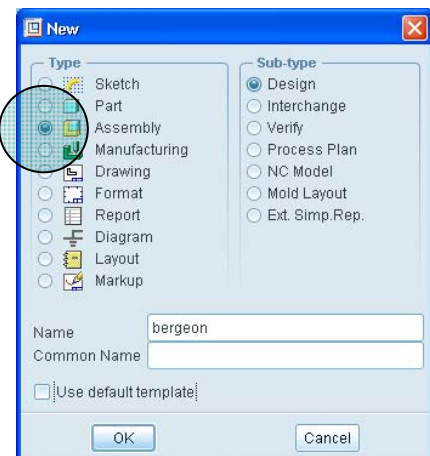 New
Type
Sketch
Part
Assembly
Manufacturing
Drawing
Format
Report
Diagram
Layout
Markup
Sub-type
Design
Interchange
Verify
Process Plan
NC Model
Mold Layout
Ext. Simp.Rep.
Name bergeon
Common Name
Use default template
OK Cancel